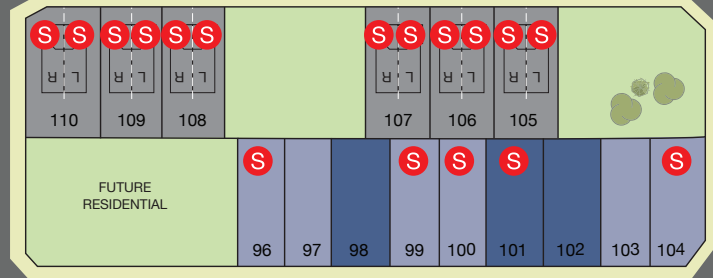 S S S S S S S S S S S S
L R L R L R L R L R L R
110 109 108 107 106 105
S S S S S
FUTURE
RESIDENTIAL
96 97 98 99 100 101 102 103 104